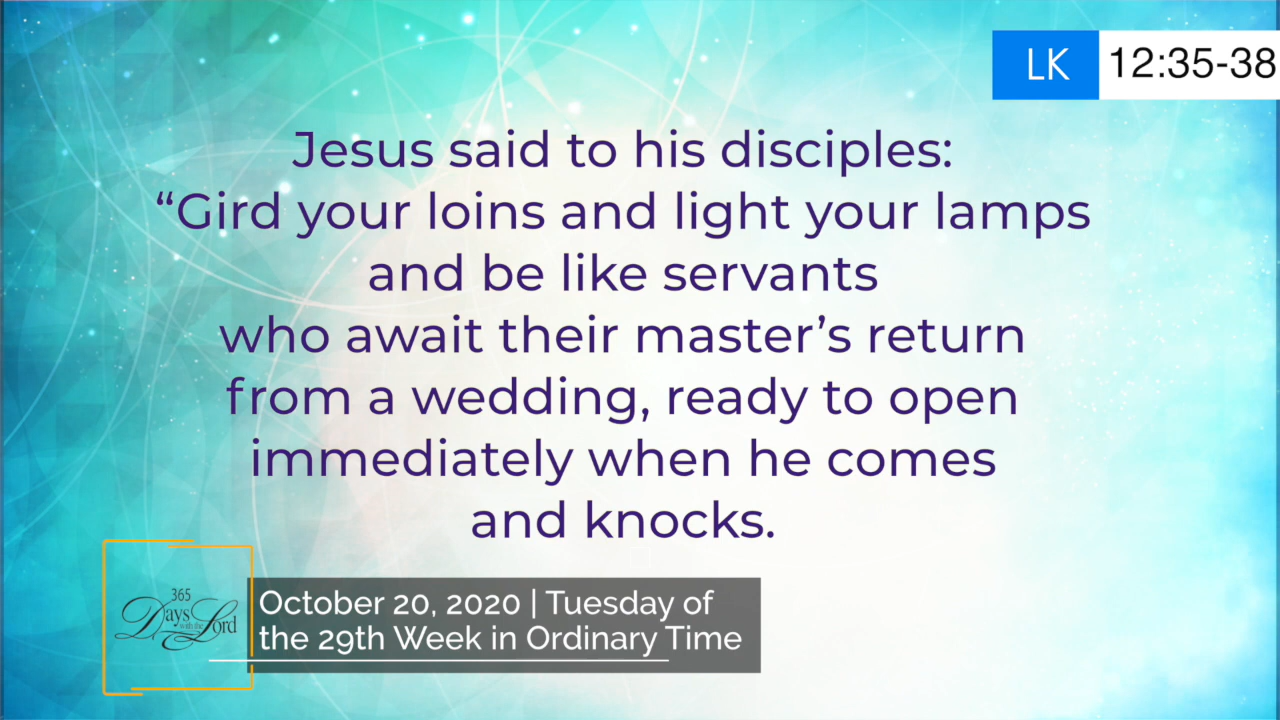 LK 12:35-38
Jesus said to his disciples:
“Gird your loins and light your lamps
and be like servants
who await their master’s return
from a wedding, ready to open
immediately when he comes
and knocks.
365
Days with the Lord
October 20, 2020 | Tuesday of
the 29th Week in Ordinary Time